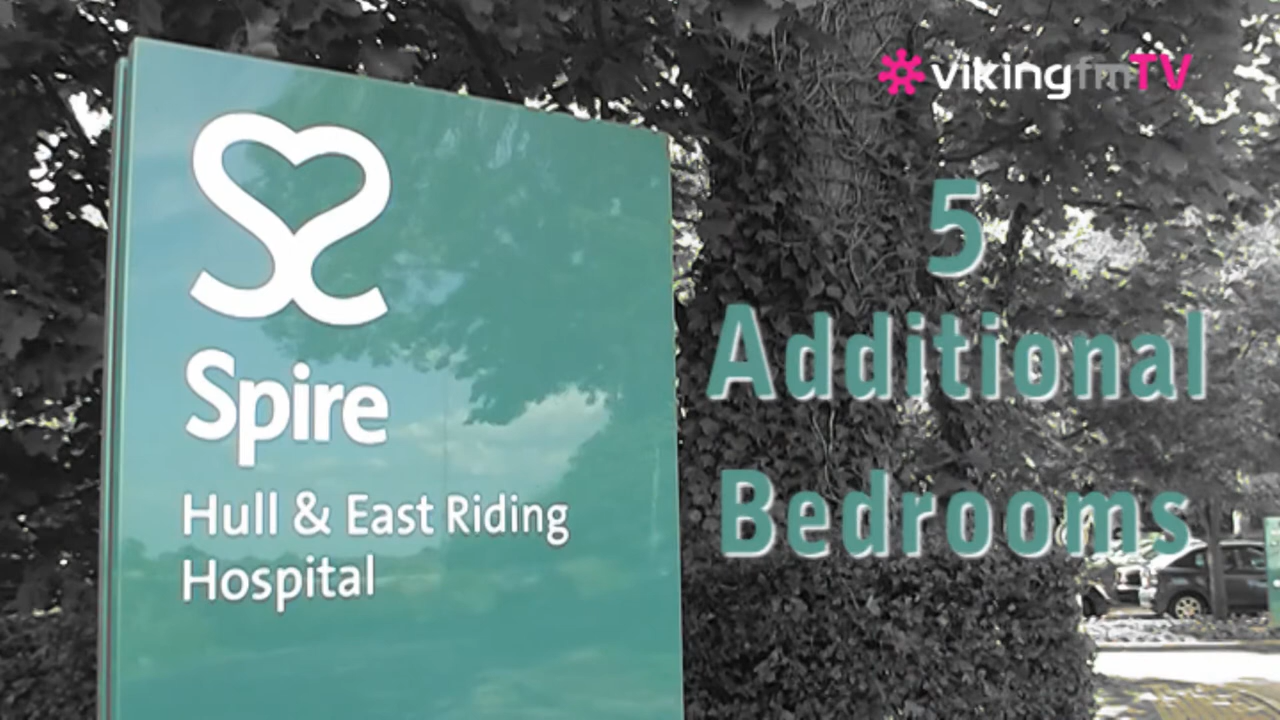 vikingfmTV
Spire
Hull & East Riding
Hospital
5
Additional
Bedrooms